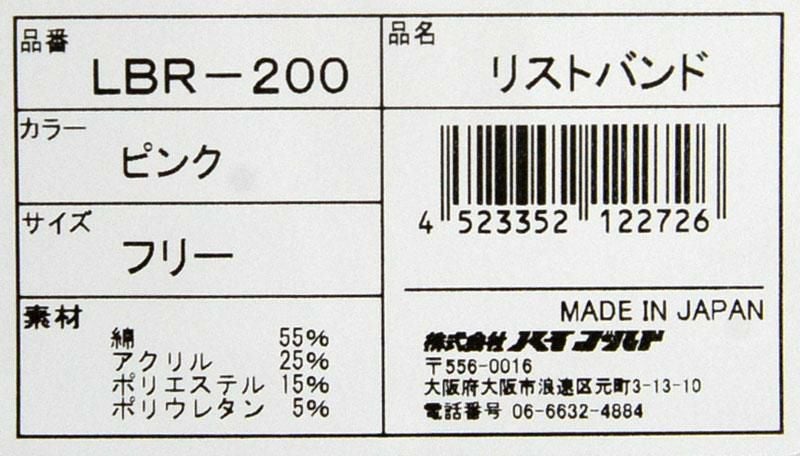 品番
LBR-200
品名
リストバンド
カラー
ピンク
サイズ
フリー
4 523352 122726
素材
綿 55%
アクリル 25%
ポリエステル 15%
ポリウレタン 5%
MADE IN JAPAN
株式会社 ハイゴールド
〒556-0016
大阪府大阪市浪速区元町3-13-10
電話番号 06-6632-4884